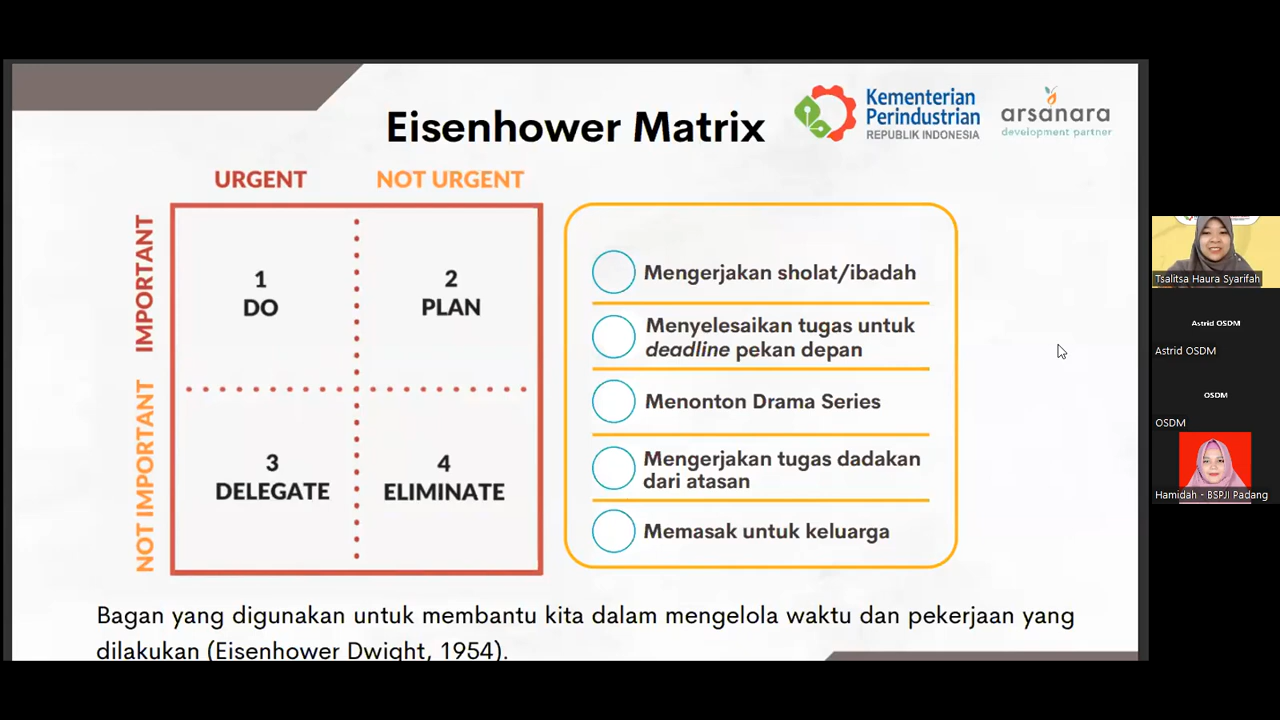 Eisenhower Matrix
Kementerian
Perindustrian
REPUBLIK INDONESIA
arsanara
development partner
URGENT
NOT URGENT
IMPORTANT
NOT IMPORTANT
1
DO
2
PLAN
3
DELEGATE
4
ELIMINATE
Mengerjakan sholat/ibadah
Menyelesaikan tugas untuk
deadline pekan depan
Menonton Drama Series
Mengerjakan tugas dadakan
dari atasan
Memasak untuk keluarga
Bagan yang digunakan untuk membantu kita dalam mengelola waktu dan pekerjaan yang
dilakukan (Eisenhower Dwight, 1954).
Tsalitsa Haura Syarifah
Astrid OSDM
Astrid OSDM
OSDM
OSDM
Hamidah - BSPJI Padang